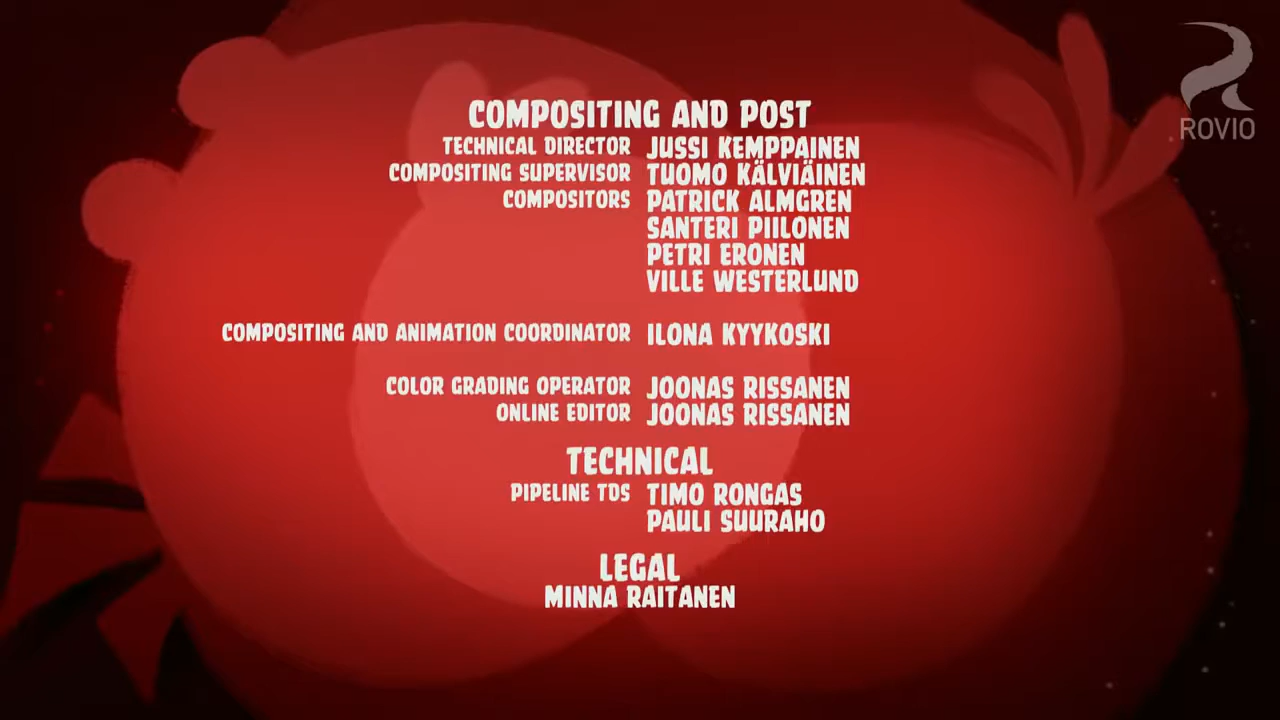 ROVIO
COMPOSITING AND POST
TECHNICAL DIRECTOR JUSSI KEMPPAINEN
COMPOSITING SUPERVISOR TUOMO KÄLVIÄINEN
COMPOSITORS PATRICK ALMGREN
SANTERI PIILONEN
PETRI ERONEN
VILLE WESTERLUND
COMPOSITING AND ANIMATION COORDINATOR ILONA KYYKOSKI
COLOR GRADING OPERATOR JOONAS RISSANEN
ONLINE EDITOR JOONAS RISSANEN
TECHNICAL
PIPELINE TDS TIMO RONGAS
PAULI SUURAHO
LEGAL
MINNA RAITANEN